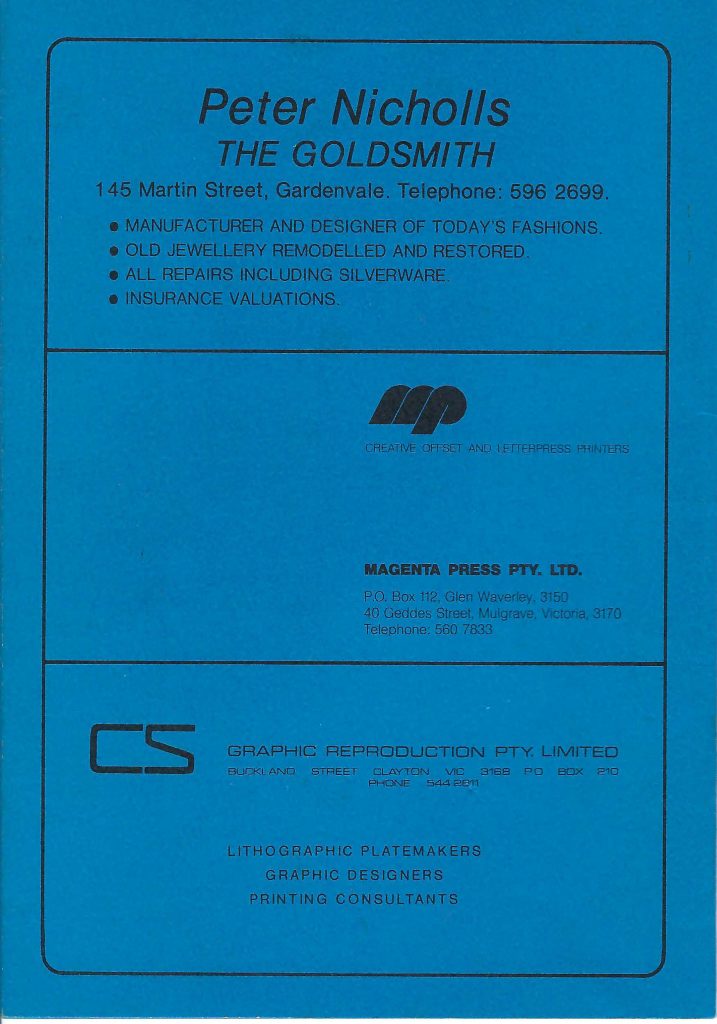 Peter Nicholls
THE GOLDSMITH
145 Martin Street, Gardenvale. Telephone: 596 2699.
● MANUFACTURER AND DESIGNER OF TODAY'S FASHIONS.
● OLD JEWELLERY REMODELLED AND RESTORED.
● ALL REPAIRS INCLUDING SILVERWARE.
● INSURANCE VALUATIONS.
mp
CREATIVE OFFSET AND LETTERPRESS PRINTERS
MAGENTA PRESS PTY. LTD.
P.O. Box 112, Glen Waverley, 3150
40 Geddes Street, Mulgrave, Victoria, 3170
Telephone: 560 7833
CS
GRAPHIC REPRODUCTION PTY. LIMITED
BUCKLAND STREET CLAYTON VIC 3168 PO BOX 210
PHONE 544 2811
LITHOGRAPHIC PLATEMAKERS
GRAPHIC DESIGNERS
PRINTING CONSULTANTS